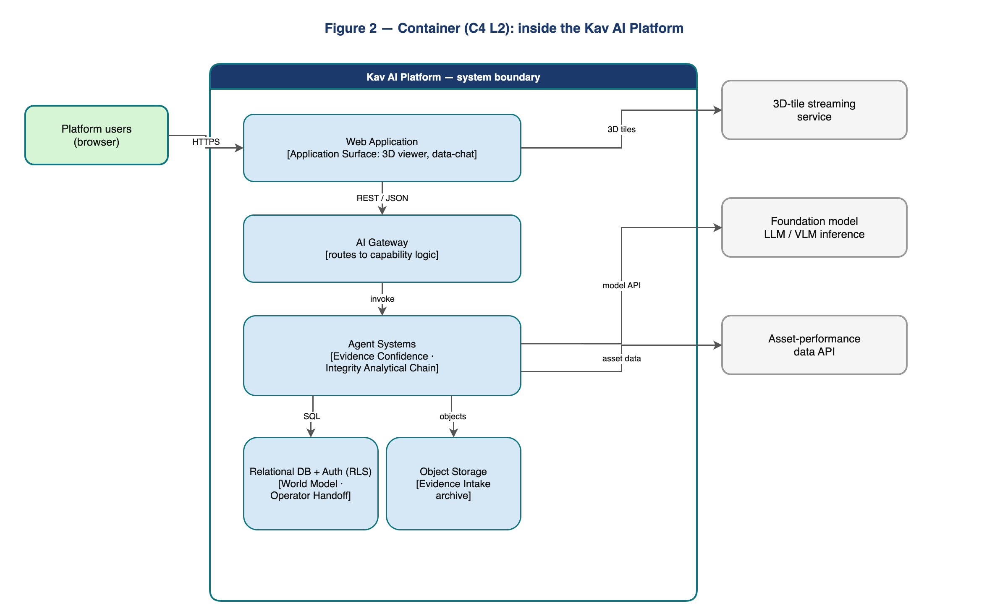 Figure 2 — Container (C4 L2): inside the Kav AI Platform
Kav AI Platform — system boundary
Platform users
(browser)
HTTPS
Web Application
[Application Surface: 3D viewer, data-chat]
3D tiles
3D-tile streaming
service
REST / JSON
AI Gateway
[routes to capability logic]
Foundation model
LLM / VLM inference
model API
invoke
Agent Systems
[Evidence Confidence ·
Integrity Analytical Chain]
asset data
Asset-performance
data API
SQL
objects
Relational DB + Auth (RLS)
[World Model ·
Operator Handoff]
Object Storage
[Evidence Intake
archive]